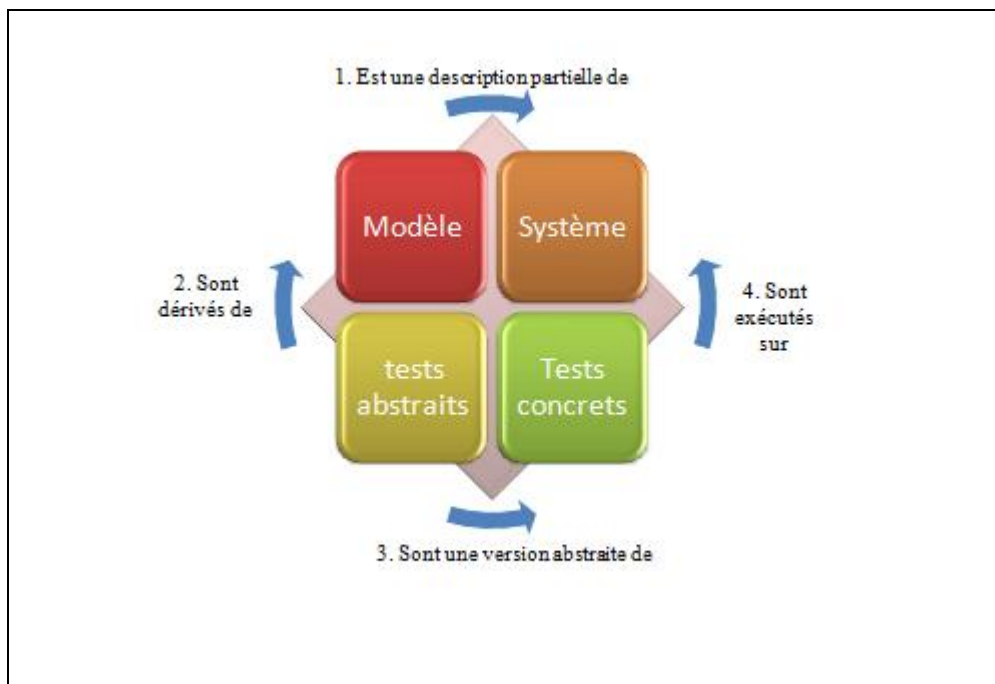 1. Est une description partielle de
Modèle
Système
2. Sont
dérivés de
4. Sont
exécutés
sur
tests
abstraits
Tests
concrets
3. Sont une version abstraite de